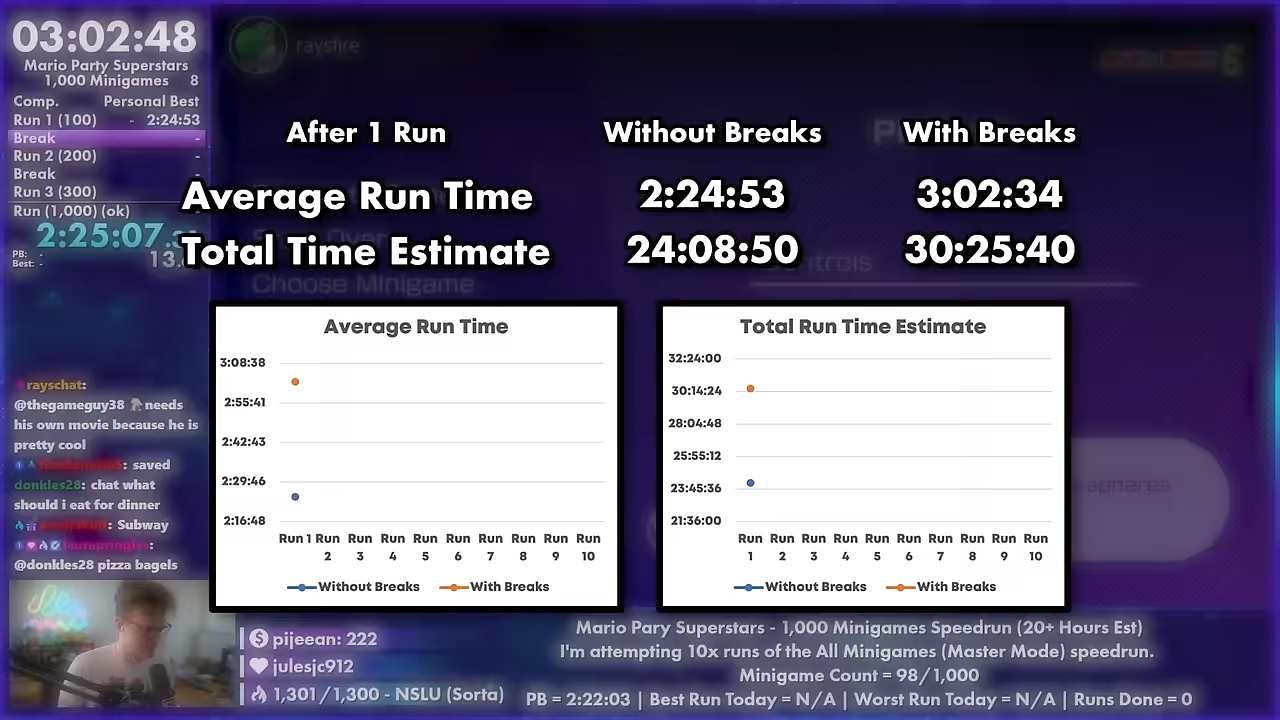 03:02:48
Mario Party Superstars
1,000 Minigames 8
Comp. Personal Best
Run 1 (100) - 2:24:53
Break -
Run 2 (200) -
Break -
Run 3 (300) -
Run (1,000) (ok) -
2:25:07
PB: -
Best: -
13.
raysfire
After 1 Run Without Breaks With Breaks
Average Run Time 2:24:53 3:02:34
Total Time Estimate 24:08:50 30:25:40
Controls
Choose Minigame
Average Run Time
3:08:38
2:55:41
2:42:43
2:29:46
2:16:48
Run 1 Run 2 Run 3 Run 4 Run 5 Run 6 Run 7 Run 8 Run 9 Run 10
Without Breaks With Breaks
Total Run Time Estimate
32:24:00
30:14:24
28:04:48
25:55:12
23:45:36
21:36:00
Run 1 Run 2 Run 3 Run 4 Run 5 Run 6 Run 7 Run 8 Run 9 Run 10
Without Breaks With Breaks
rayschat:
@thegameguy38 needs
his own movie because he is
pretty cool
: saved
donkles28: chat what
should i eat for dinner
: Subway
@donkles28 pizza bagels
pijeean: 222
julesjc912
1,301/1,300 - NSLU (Sorta)
Mario Pary Superstars - 1,000 Minigames Speedrun (20+ Hours Est)
I'm attempting 10x runs of the All Minigames (Master Mode) speedrun.
Minigame Count = 98/1,000
PB = 2:22:03 | Best Run Today = N/A | Worst Run Today = N/A | Runs Done = 0